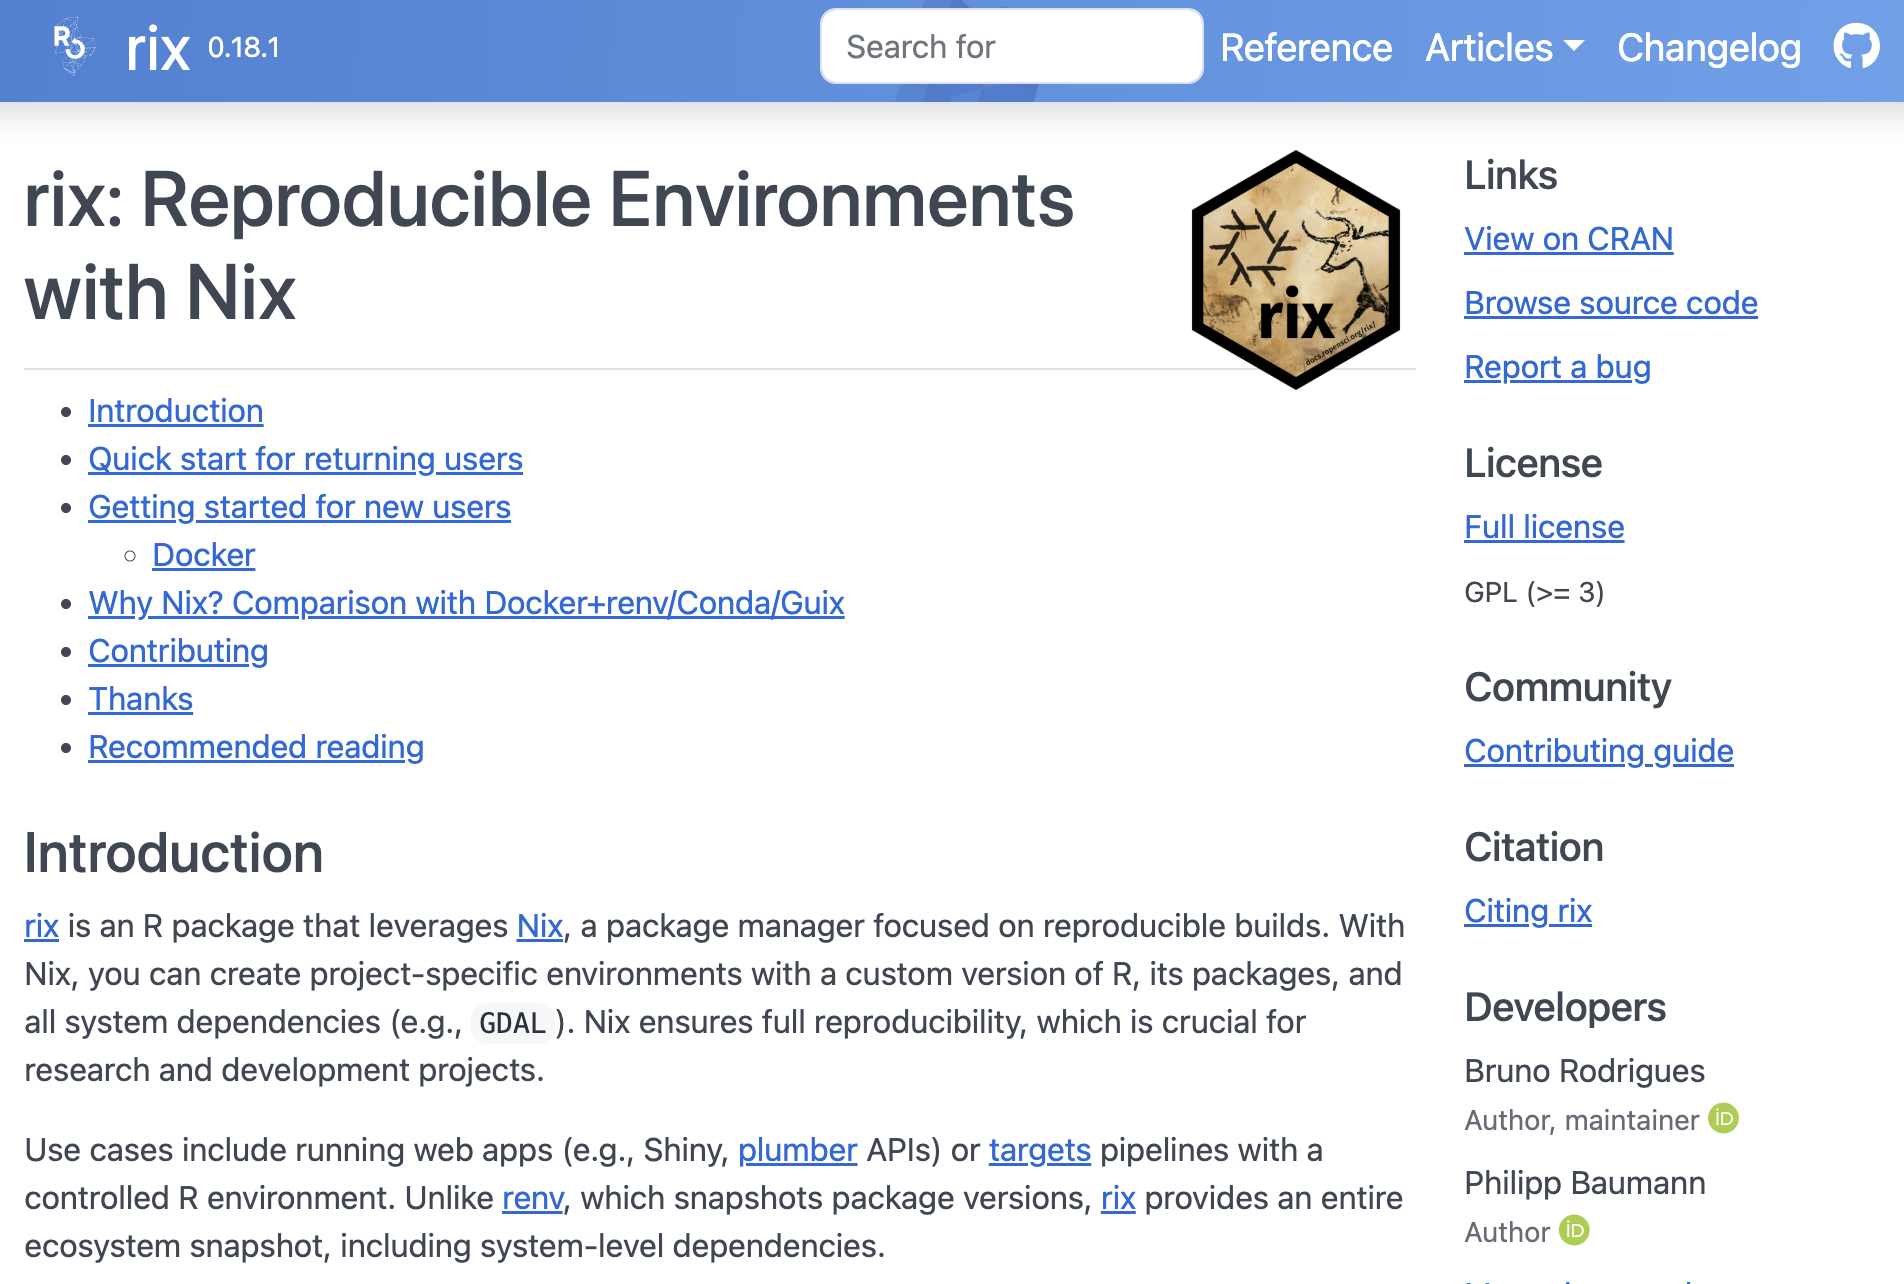 rix 0.18.1
Search for
Reference
Articles
Changelog
rix: Reproducible Environments
with Nix
rix
docs.ropensci.org/rix/
Introduction
Quick start for returning users
Getting started for new users
Docker
Why Nix? Comparison with Docker+renv/Conda/Guix
Contributing
Thanks
Recommended reading
Introduction
rix is an R package that leverages Nix, a package manager focused on reproducible builds. With
Nix, you can create project-specific environments with a custom version of R, its packages, and
all system dependencies (e.g., GDAL). Nix ensures full reproducibility, which is crucial for
research and development projects.
Use cases include running web apps (e.g., Shiny, plumber APIs) or targets pipelines with a
controlled R environment. Unlike renv, which snapshots package versions, rix provides an entire
ecosystem snapshot, including system-level dependencies.
Links
View on CRAN
Browse source code
Report a bug
License
Full license
GPL (>= 3)
Community
Contributing guide
Citation
Citing rix
Developers
Bruno Rodrigues
Author, maintainer iD
Philipp Baumann
Author iD